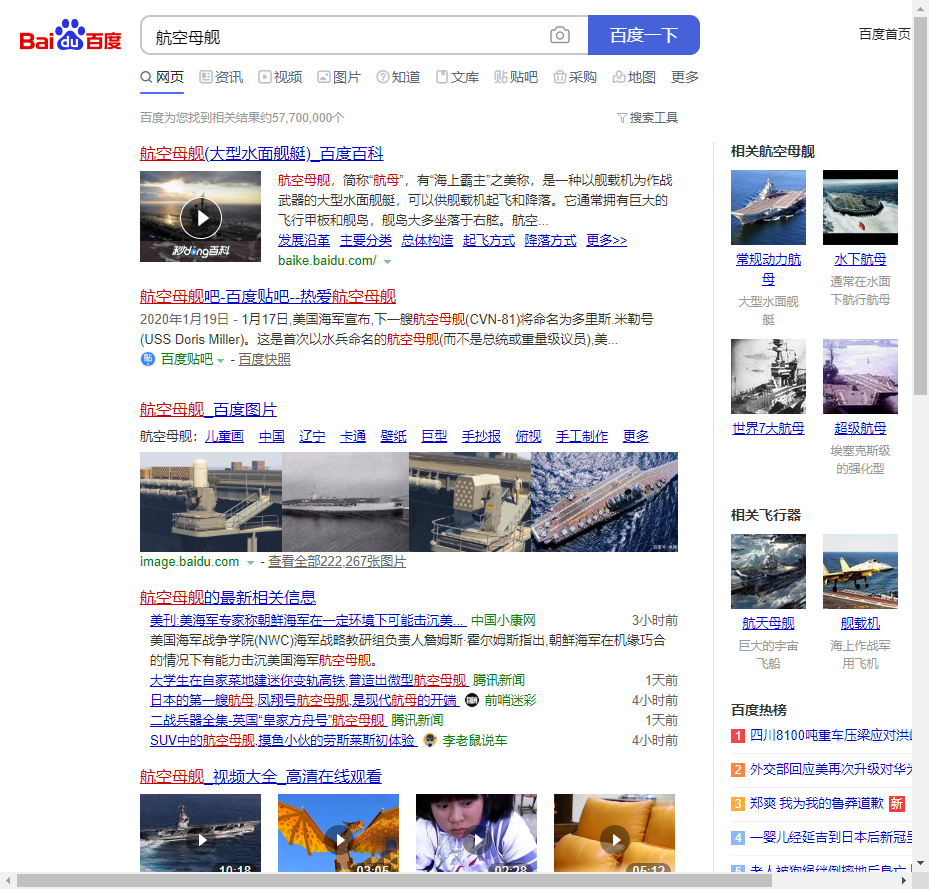 Bai du 百度
航空母舰
百度一下
百度首页
网页 资讯 视频 图片 知道 文库 贴吧 采购 地图 更多
百度为您找到相关结果约57,700,000个
搜索工具
航空母舰(大型水面舰艇)_百度百科
航空母舰，简称“航母”，有“海上霸主”之美称，是一种以舰载机为作战
武器的大型水面舰艇，可以供舰载机起飞和降落。它通常拥有巨大的
飞行甲板和舰岛，舰岛大多坐落于右舷。航空...
发展沿革 主要分类 总体构造 起飞方式 降落方式 更多>>
秒dǒng百科
baike.baidu.com/
航空母舰吧-百度贴吧--热爱航空母舰
2020年1月19日 - 1月17日,美国海军宣布,下一艘航空母舰(CVN-81)将命名为多里斯.米勒号
(USS Doris Miller)。这是首次以水兵命名的航空母舰(而不是总统或重量级议员),美...
贴 百度贴吧 - 百度快照
航空母舰_百度图片
航空母舰: 儿童画 中国 辽宁 卡通 壁纸 巨型 手抄报 俯视 手工制作 更多
image.baidu.com - 查看全部222,267张图片
航空母舰的最新相关信息
美刊:美海军专家称朝鲜海军在一定环境下可能击沉美... 中国小康网 3小时前
美国海军战争学院(NWC)海军战略教研组负责人詹姆斯·霍尔姆斯指出,朝鲜海军在机缘巧合
的情况下有能力击沉美国海军航空母舰。
大学生在自家菜地建迷你变轨高铁,曾造出微型航空母舰 腾讯新闻 1天前
日本的第一艘航母,凤翔号航空母舰,是现代航母的开端 前哨迷彩 4小时前
二战兵器全集-英国“皇家方舟号”航空母舰 腾讯新闻 1天前
SUV中的航空母舰,摸鱼小伙的劳斯莱斯初体验 李老鼠说车 4小时前
航空母舰_视频大全_高清在线观看
10:18 03:05 02:28 05:12
相关航空母舰
常规动力航
母
大型水面舰
艇
水下航母
通常在水面
下航行航母
世界7大航母
超级航母
埃塞克斯级
的强化型
相关飞行器
航天母舰
巨大的宇宙
飞船
舰载机
海上作战军
用飞机
百度热榜
1 四川8100吨重车压梁应对洪
2 外交部回应美再次升级对华
3 郑爽 我为我的鲁莽道歉 新
4 一婴儿经延吉到日本后新冠
5 老人被狗绳绊倒摔地后身亡